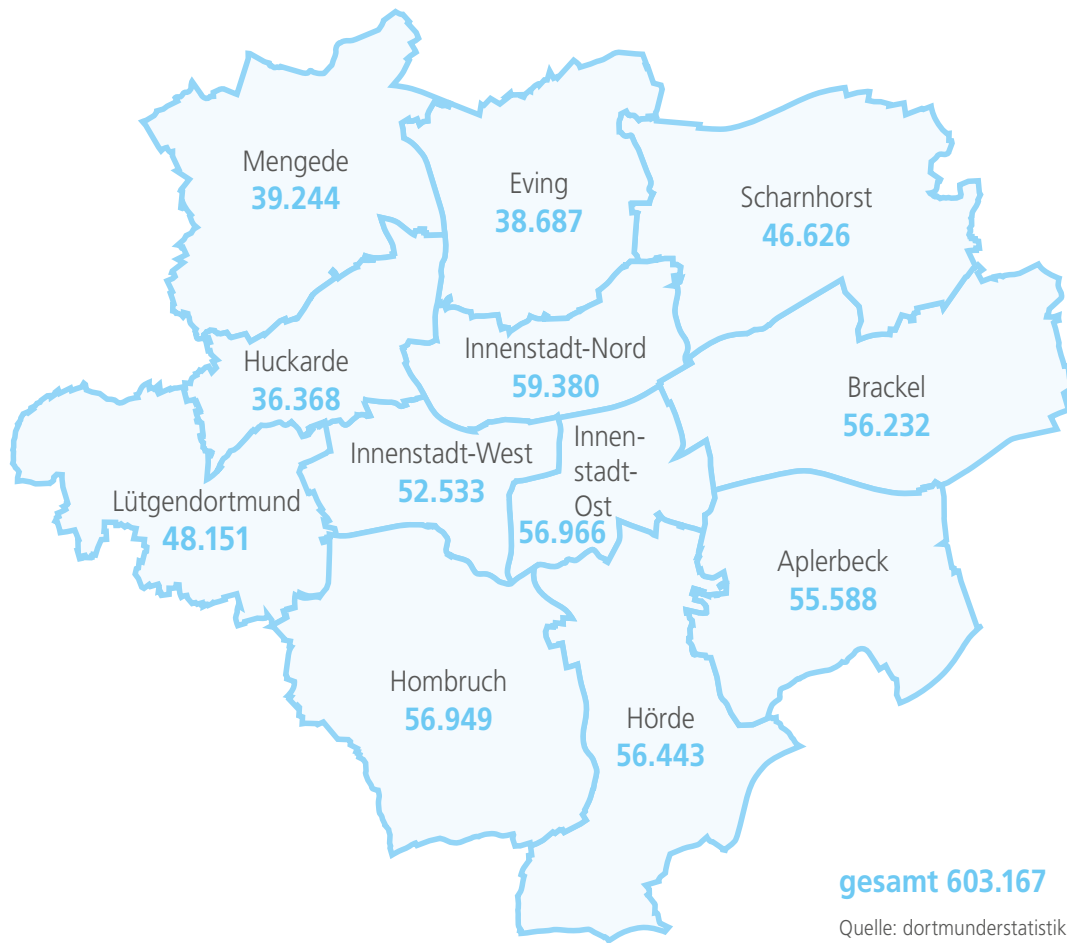 Mengede
39.244
Eving
38.687
Scharnhorst
46.626
Huckarde
36.368
Innenstadt-Nord
59.380
Brackel
56.232
Innenstadt-West
52.533
Innen-
stadt-
Ost
56.966
Lütgendortmund
48.151
Aplerbeck
55.588
Hombruch
56.949
Hörde
56.443
gesamt 603.167
Quelle: dortmunderstatistik